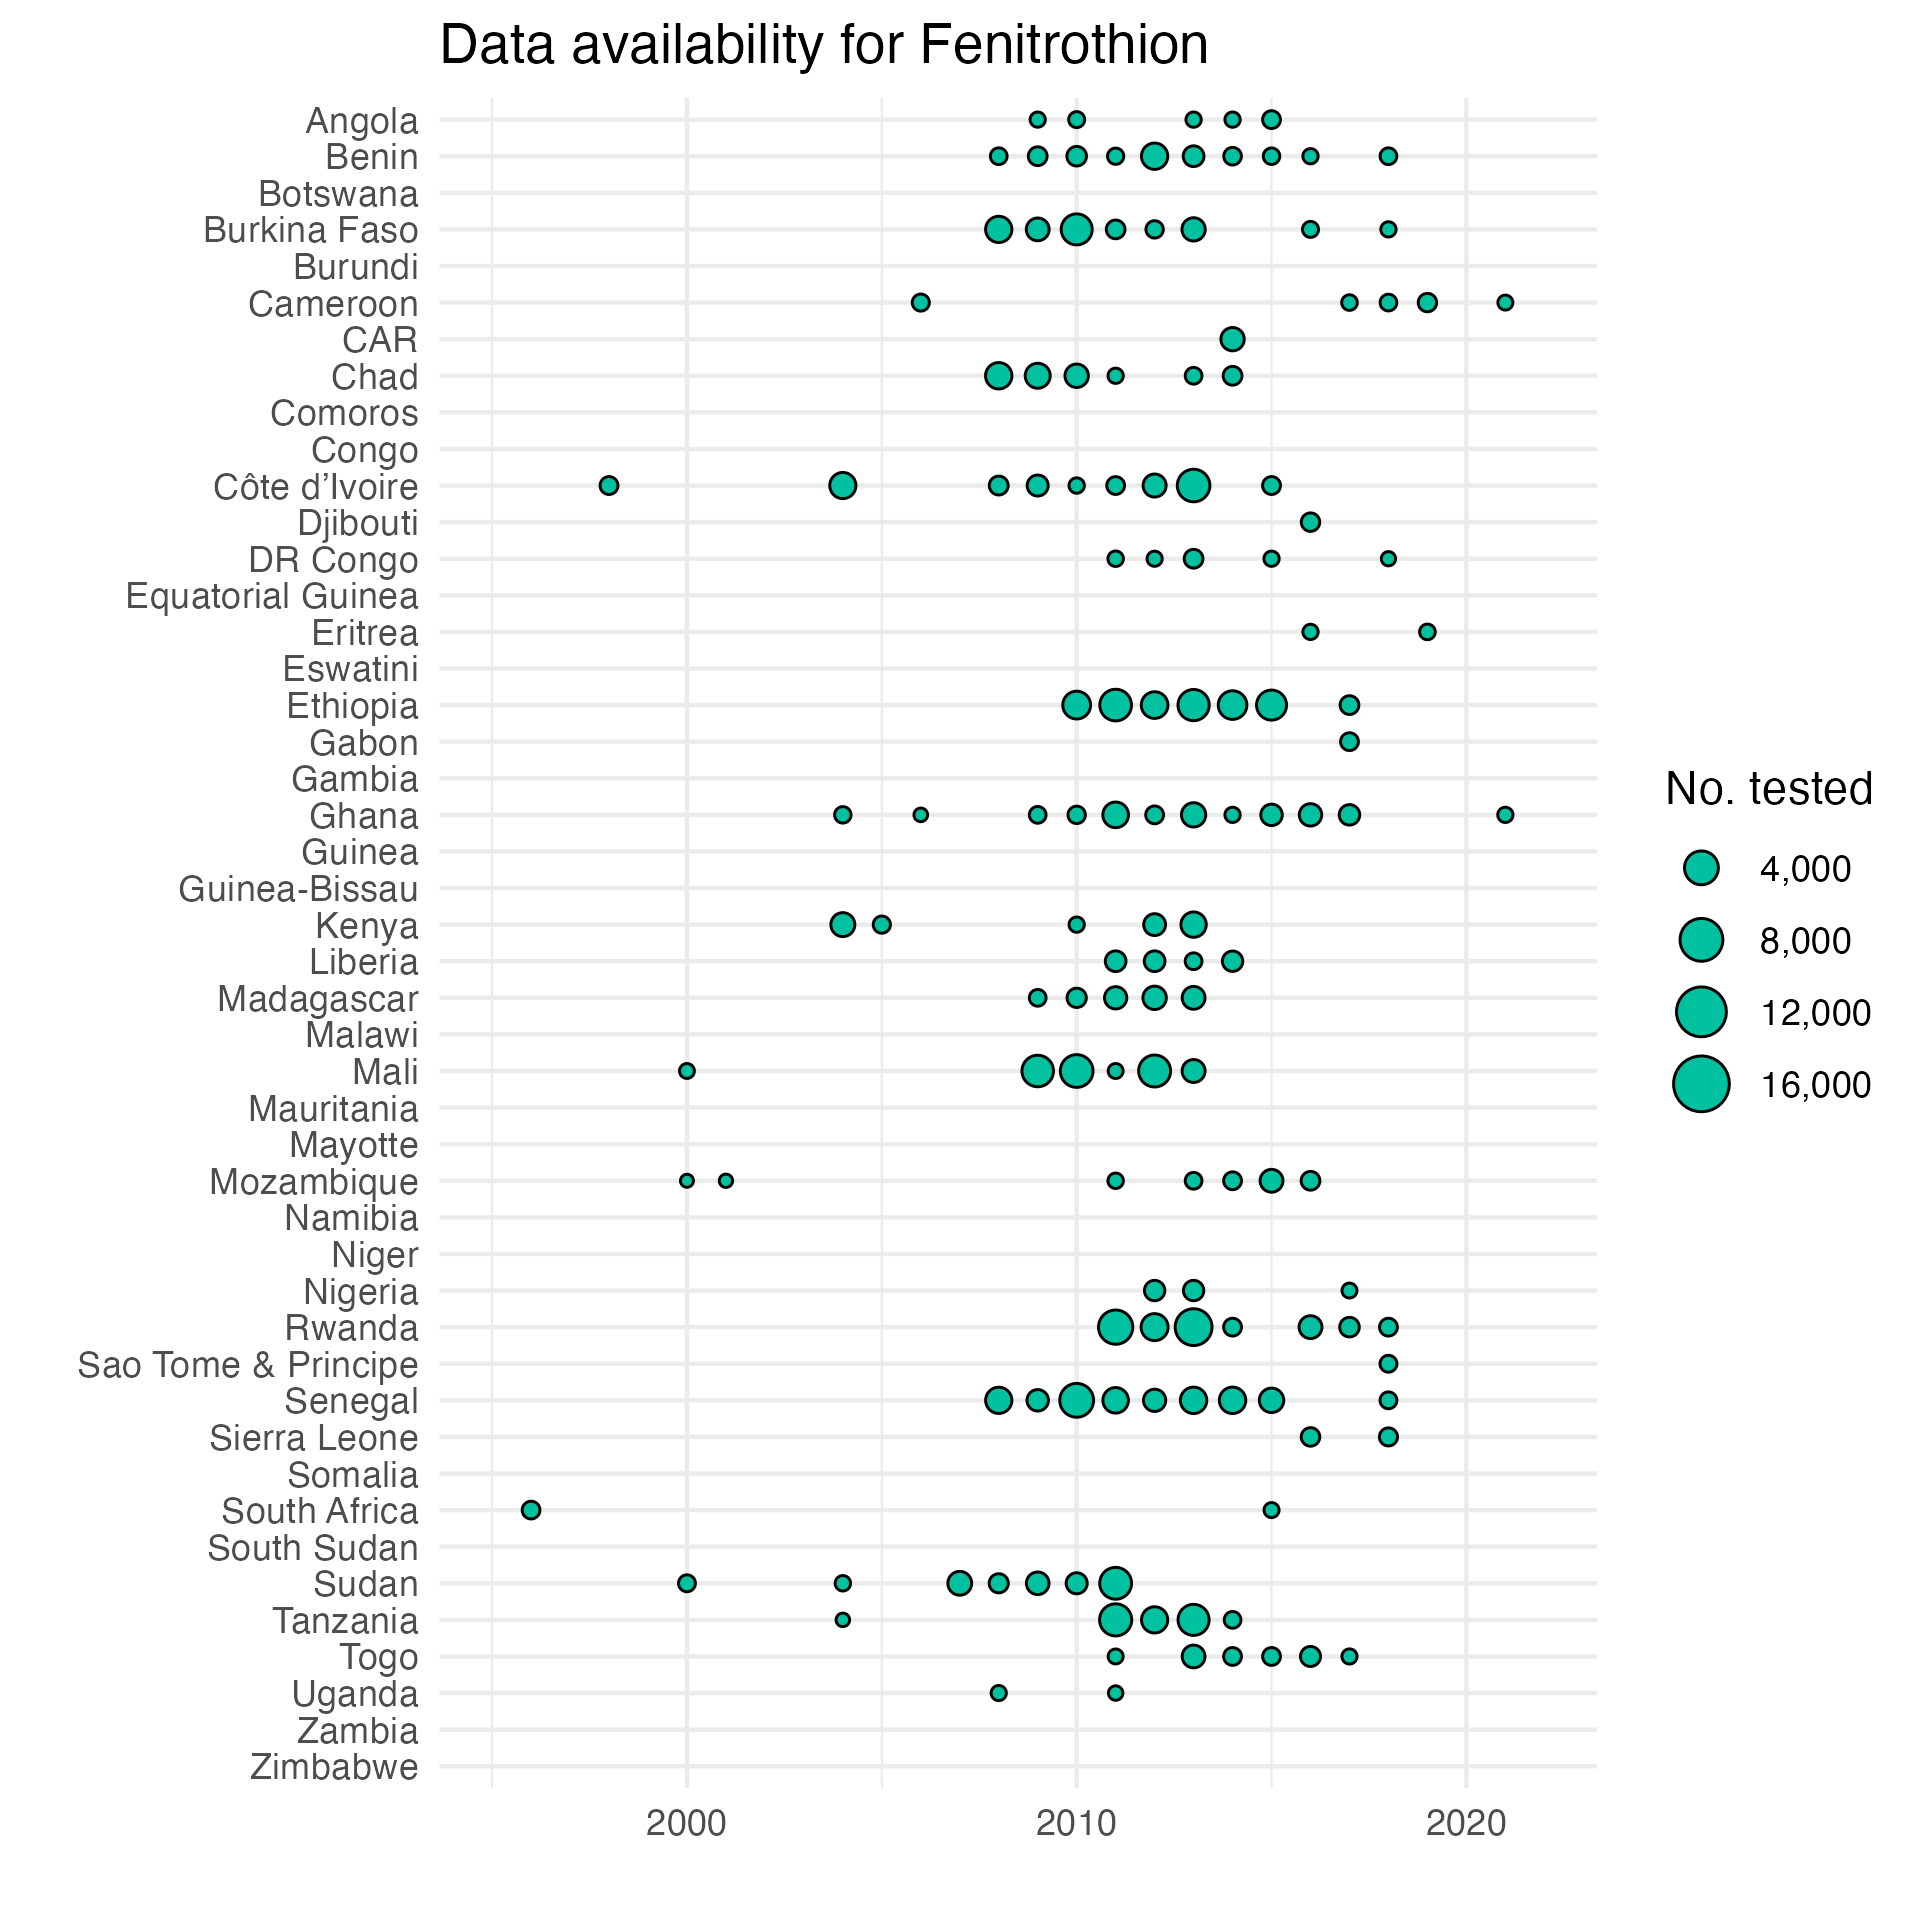 Data availability for Fenitrothion
Angola
Benin
Botswana
Burkina Faso
Burundi
Cameroon
CAR
Chad
Comoros
Congo
Côte d’Ivoire
Djibouti
DR Congo
Equatorial Guinea
Eritrea
Eswatini
Ethiopia
Gabon
Gambia
Ghana
Guinea
Guinea-Bissau
Kenya
Liberia
Madagascar
Malawi
Mali
Mauritania
Mayotte
Mozambique
Namibia
Niger
Nigeria
Rwanda
Sao Tome & Principe
Senegal
Sierra Leone
Somalia
South Africa
South Sudan
Sudan
Tanzania
Togo
Uganda
Zambia
Zimbabwe
2000 2010 2020
No. tested
4,000
8,000
12,000
16,000